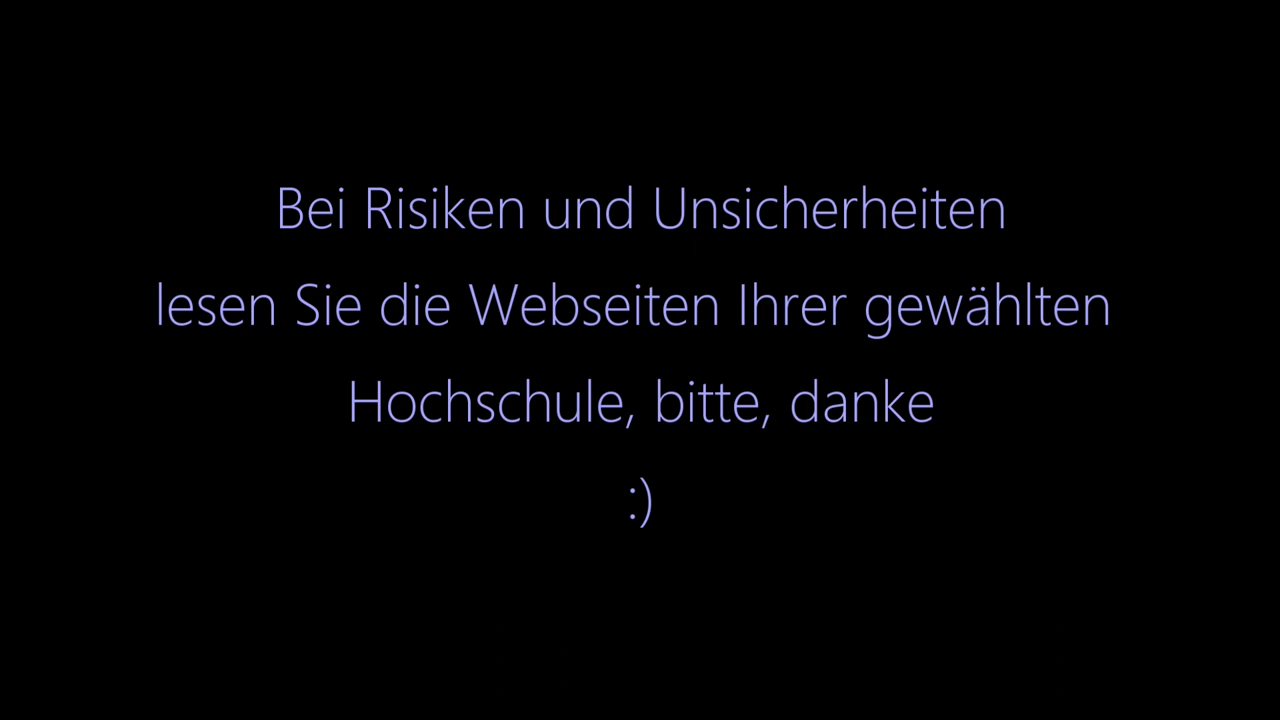 Bei Risiken und Unsicherheiten
lesen Sie die Webseiten Ihrer gewählten
Hochschule, bitte, danke
:)